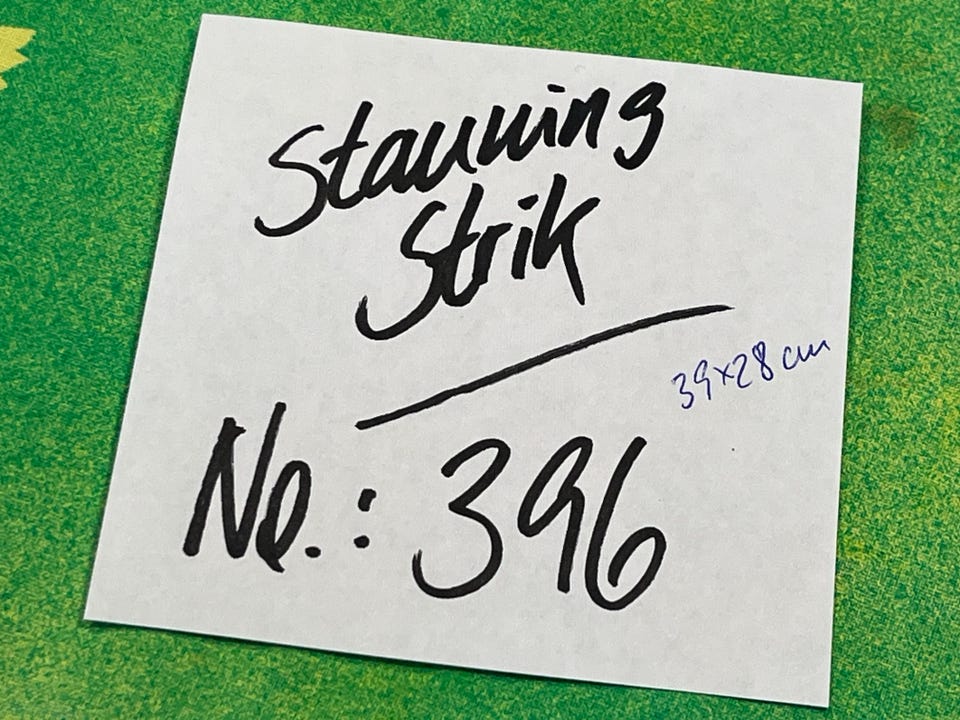 Stauning
Strik
39x28 cm
No.: 396